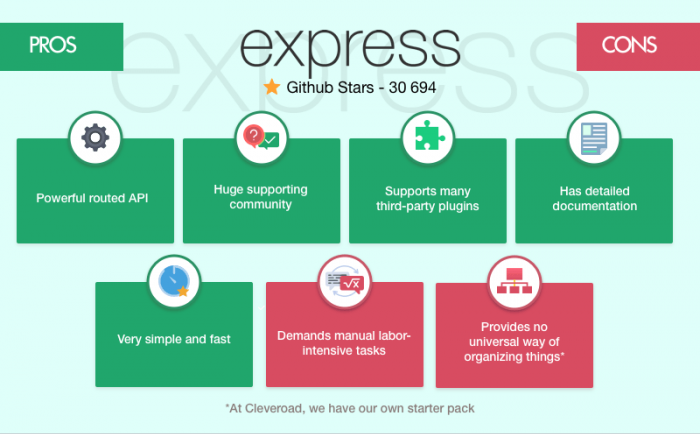 PROS
express
CONS
express
Github Stars - 30 694
Powerful routed API
Huge supporting
community
Supports many
third-party plugins
Has detailed
documentation
Very simple and fast
Demands manual labor-
intensive tasks
Provides no
universal way of
organizing things*
*At Cleveroad, we have our own starter pack